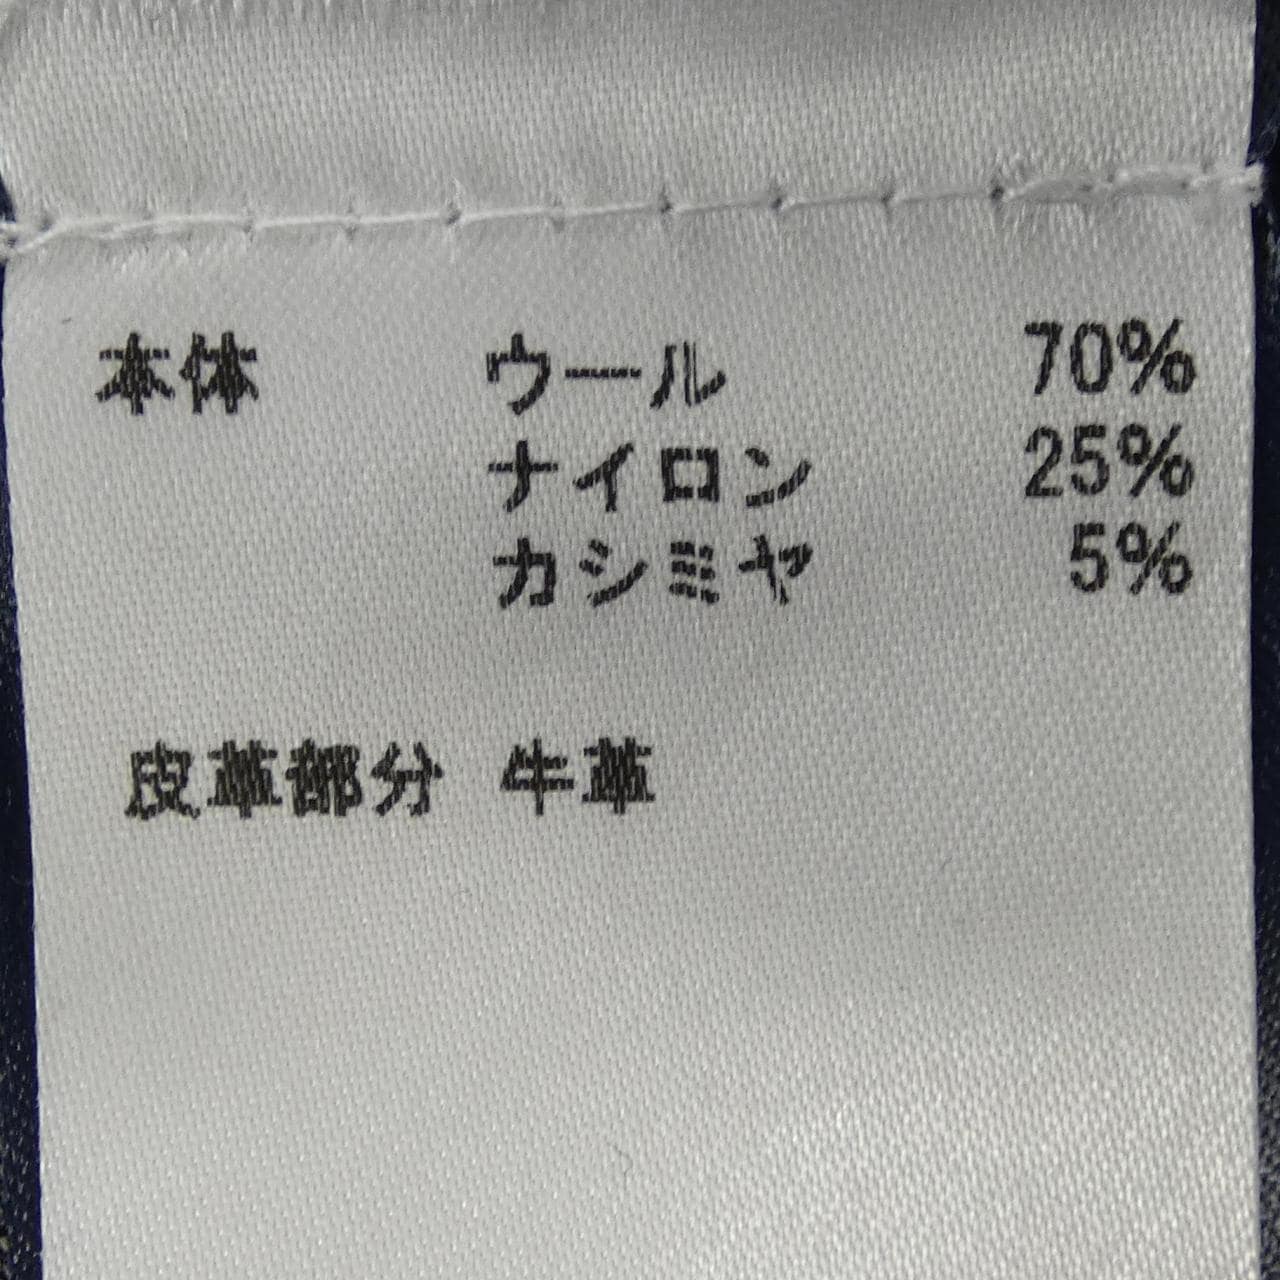 本体 ウール 70%
ナイロン 25%
カシミヤ 5%
皮革部分 牛革